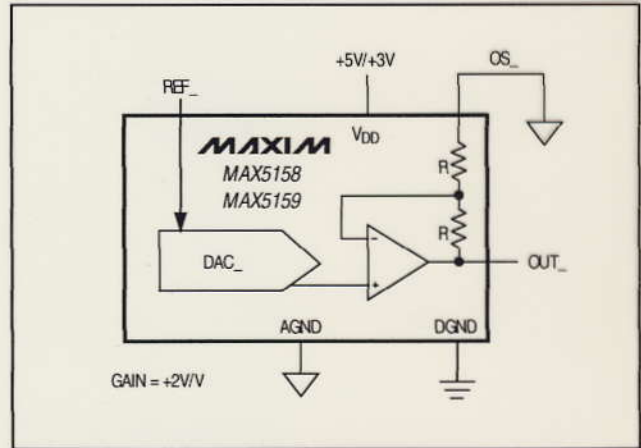 +5V/+3V
OS_
REF_
VDD
MAXIM
MAX5158
MAX5159
R
R
DAC_
-
+
OUT_
AGND
DGND
GAIN = +2V/V